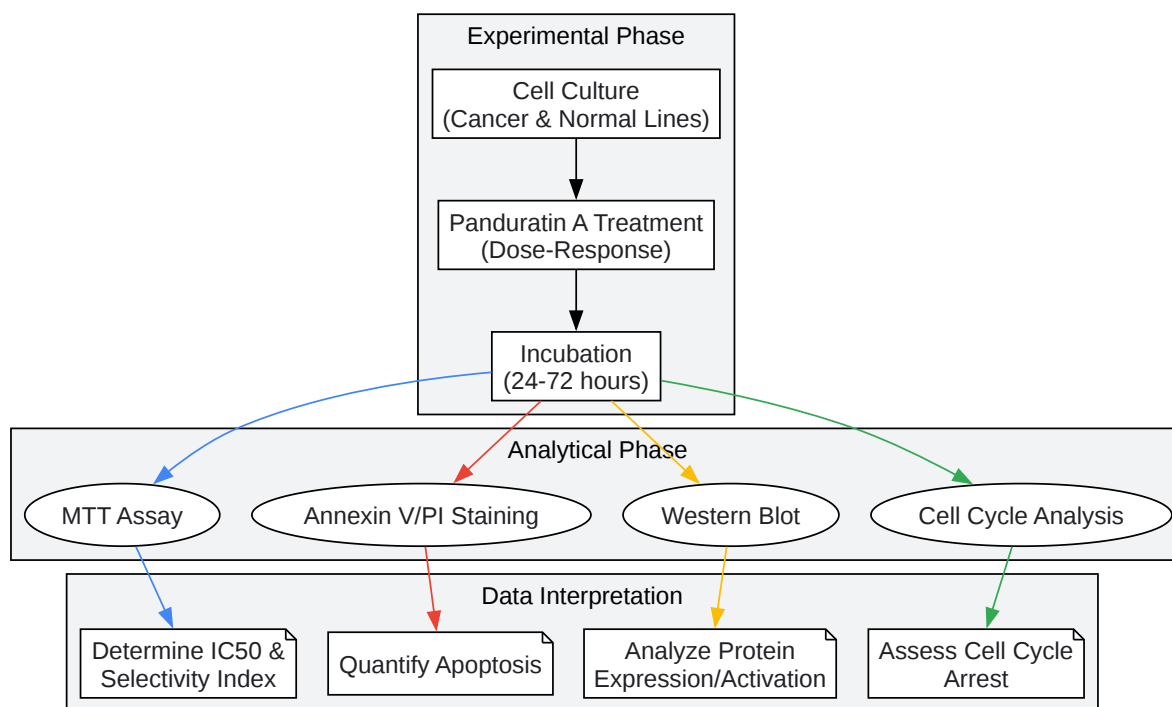 Experimental Phase
Cell Culture
(Cancer & Normal Lines)
Panduratin A Treatment
(Dose-Response)
Incubation
(24-72 hours)
Analytical Phase
MTT Assay
Annexin V/PI Staining
Western Blot
Cell Cycle Analysis
Data Interpretation
Determine IC50 &
Selectivity Index
Quantify Apoptosis
Analyze Protein
Expression/Activation
Assess Cell Cycle
Arrest